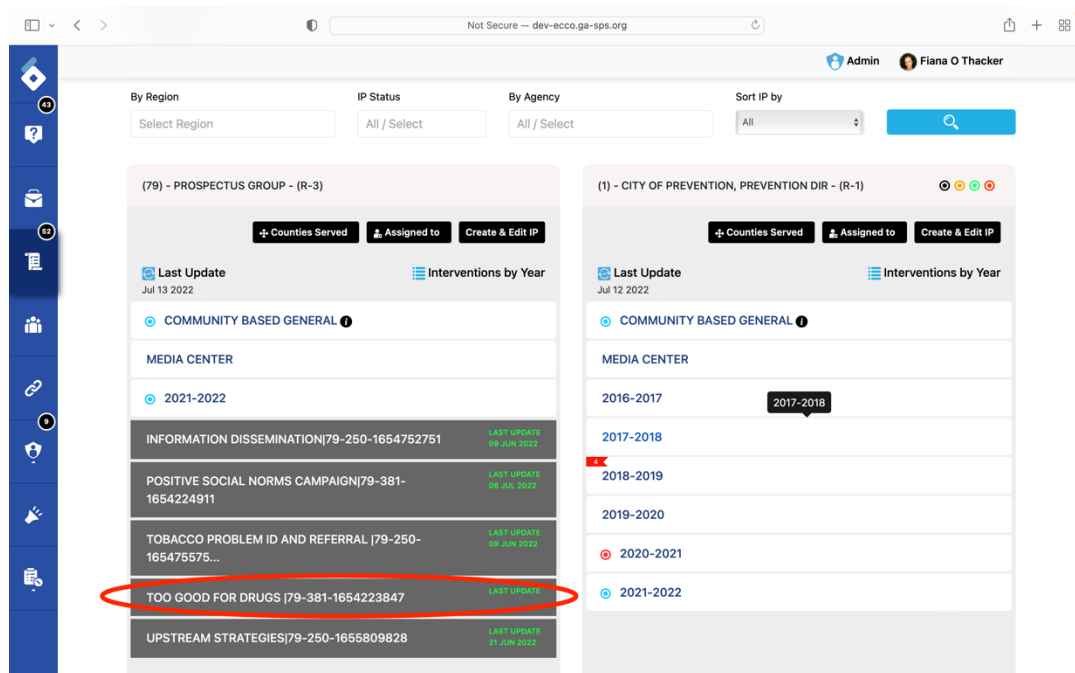 Not Secure — dev-ecco.ga-sps.org
Admin
Fiana O Thacker
43
52
9
By Region
IP Status
By Agency
Sort IP by
Select Region
All / Select
All / Select
All
(79) - PROSPECTUS GROUP - (R-3)
Counties Served
Assigned to
Create & Edit IP
Last Update
Interventions by Year
Jul 13 2022
COMMUNITY BASED GENERAL
MEDIA CENTER
2021-2022
INFORMATION DISSEMINATION|79-250-1654752751
LAST UPDATE
09 JUN 2022
POSITIVE SOCIAL NORMS CAMPAIGN|79-381-
1654224911
LAST UPDATE
06 JUL 2022
TOBACCO PROBLEM ID AND REFERRAL |79-250-
165475575...
LAST UPDATE
09 JUN 2022
TOO GOOD FOR DRUGS |79-381-1654223847
LAST UPDATE
UPSTREAM STRATEGIES|79-250-1655809828
LAST UPDATE
21 JUN 2022
(1) - CITY OF PREVENTION, PREVENTION DIR - (R-1)
Counties Served
Assigned to
Create & Edit IP
Last Update
Interventions by Year
Jul 12 2022
COMMUNITY BASED GENERAL
MEDIA CENTER
2016-2017
2017-2018
2017-2018
4
2018-2019
2019-2020
2020-2021
2021-2022